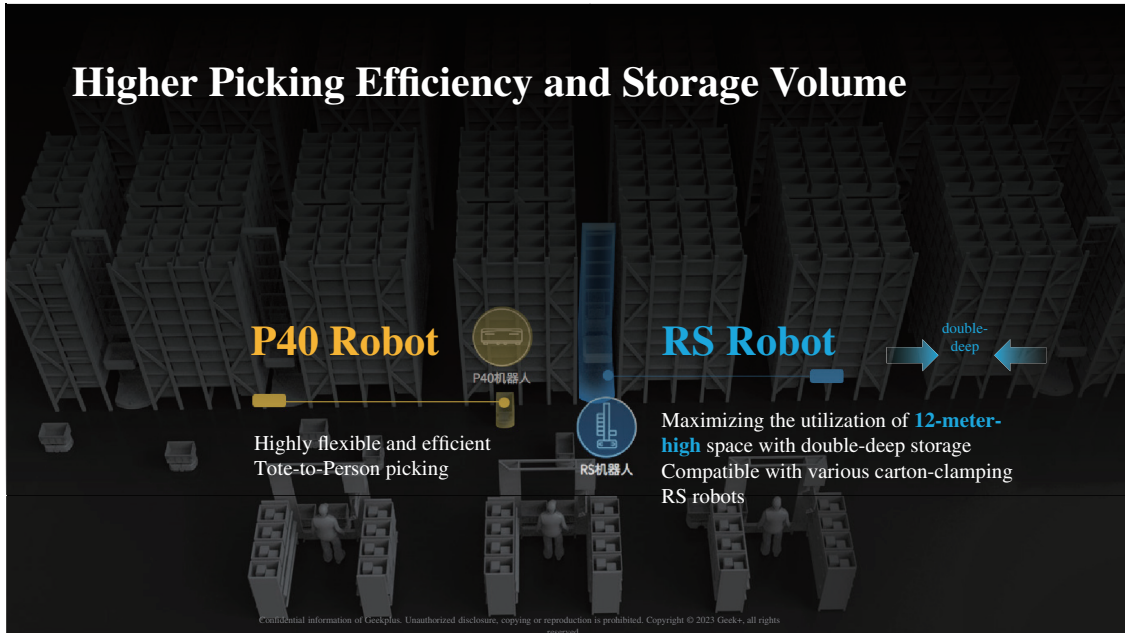 Higher Picking Efficiency and Storage Volume
P40 Robot
P40机器人
Highly flexible and efficient
Tote-to-Person picking
RS Robot
double-
deep
RS机器人
Maximizing the utilization of 12-meter-
high space with double-deep storage
Compatible with various carton-clamping
RS robots
Confidential information of Geekplus. Unauthorized disclosure, copying or reproduction is prohibited. Copyright © 2023 Geek+, all rights
reserved